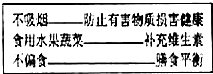 不吸烟——防止有害物质损害健康
食用水果蔬菜——补充维生素
不偏食——膳食平衡